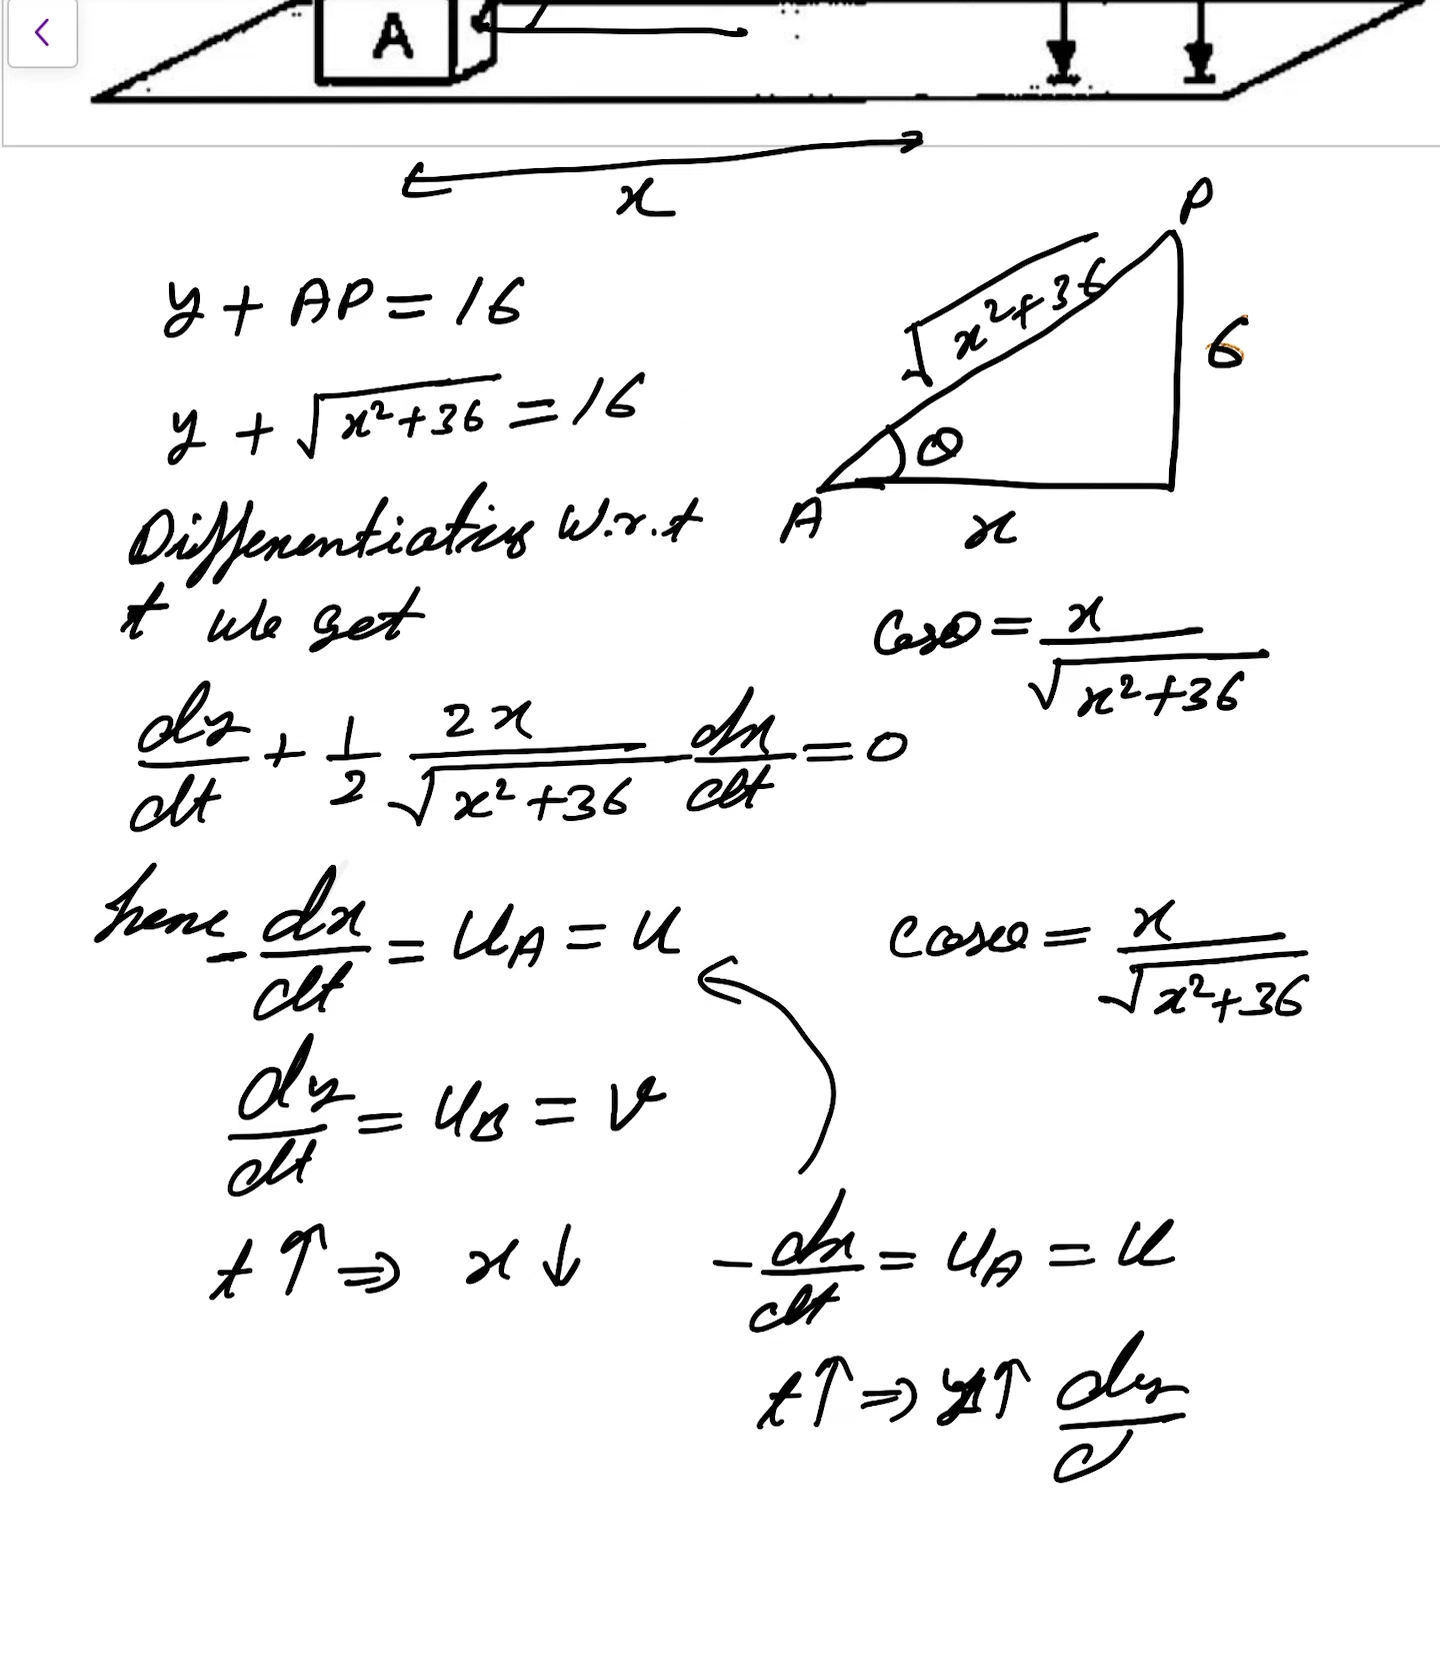 A
x
P
y + AP = 16
√x²+36
6
y + √x²+36 = 16
θ
Differentiating w.r.t
A
x
t we get
Cosθ = x/√x²+36
dy/dt + 1/2 2x/√x²+36 dx/dt = 0
here -dx/dt = uA = u
cosθ = x/√x²+36
dy/dt = uB = v
t↑ ⇒ x↓
-dx/dt = uA = u
t↑ ⇒ y↑ dy/d